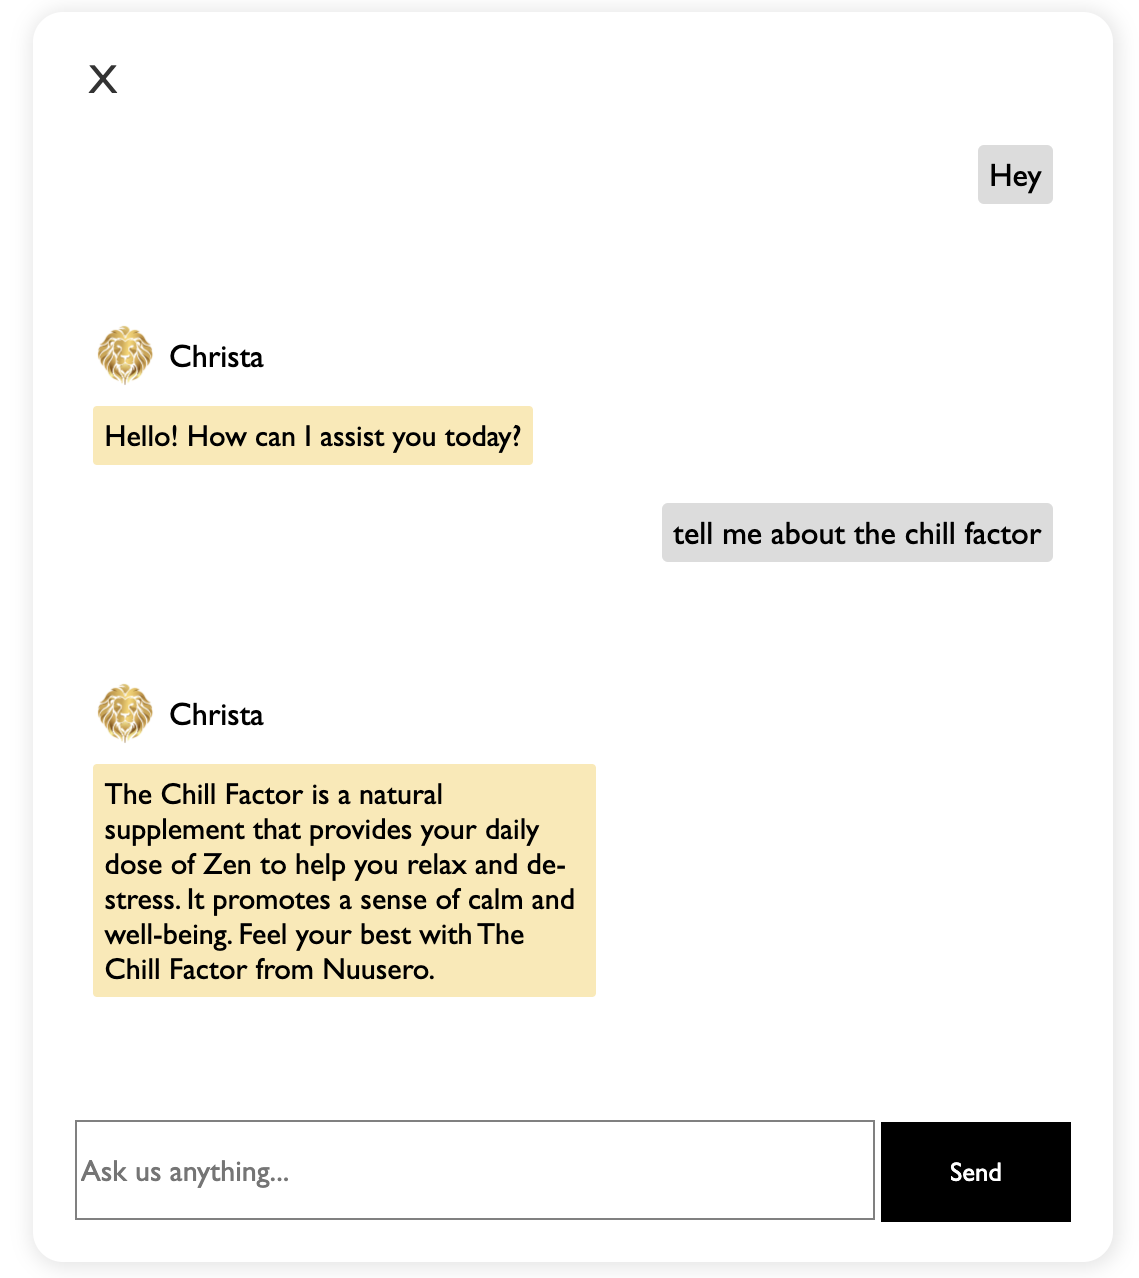 X
Hey
Christa
Hello! How can I assist you today?
tell me about the chill factor
Christa
The Chill Factor is a natural
supplement that provides your daily
dose of Zen to help you relax and de-
stress. It promotes a sense of calm and
well-being. Feel your best with The
Chill Factor from Nuusero.
Ask us anything...
Send